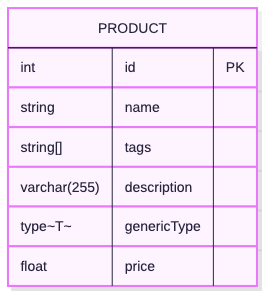 PRODUCT
int id PK
string name
string[] tags
varchar(255) description
type~T~ genericType
float price